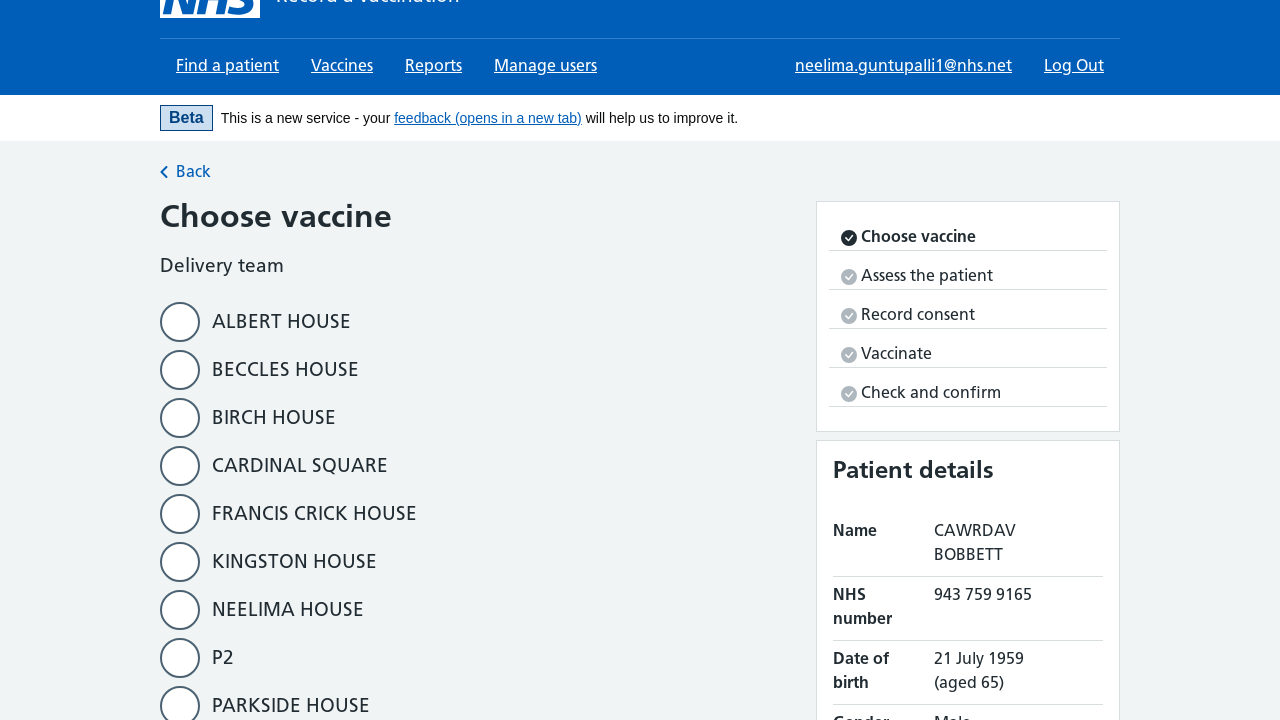 NHS
Find a patient Vaccines Reports Manage users neelima.guntupalli1@nhs.net Log Out
Beta This is a new service - your feedback (opens in a new tab) will help us to improve it.
Back
Choose vaccine
Delivery team
ALBERT HOUSE
BECCLES HOUSE
BIRCH HOUSE
CARDINAL SQUARE
FRANCIS CRICK HOUSE
KINGSTON HOUSE
NEELIMA HOUSE
P2
PARKSIDE HOUSE
Choose vaccine
Assess the patient
Record consent
Vaccinate
Check and confirm
Patient details
Name CAWRDAV
BOBBETT
NHS 943 759 9165
number
Date of 21 July 1959
birth (aged 65)
Gender Male